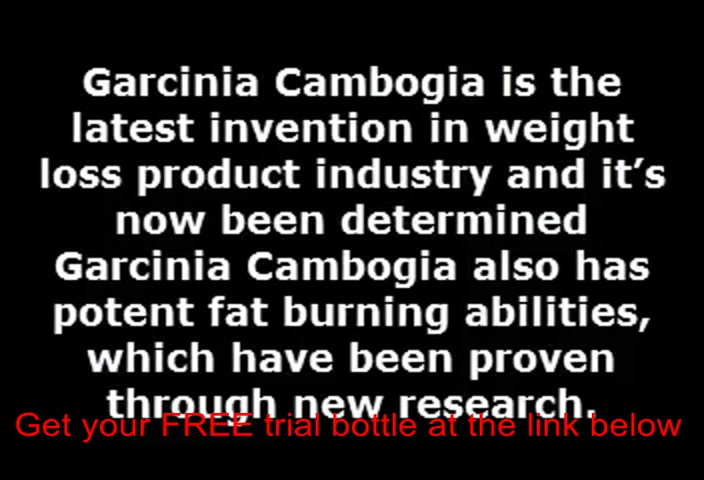 Garcinia Cambogia is the
latest invention in weight
loss product industry and it’s
now been determined
Garcinia Cambogia also has
potent fat burning abilities,
which have been proven
through new research.
Get your FREE trial bottle at the link below